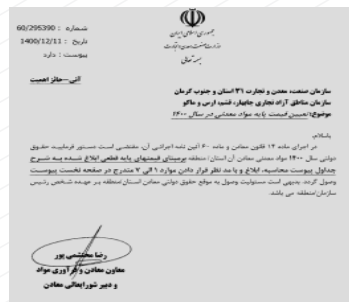 جمهوری اسلامی ایران
وزارت صنعت، معدن و تجارت
بسمه تعالی
شماره : 60/295390
تاریخ : 1400/12/11
پیوست : دارد
آنی-حائز اهمیت
سازمان صنعت، معدن و تجارت ۳۱ استان و جنوب کرمان
سازمان مناطق آزاد تجاری چابهار، قشم، ارس و ماکو
موضوع: تعیین قیمت پایه مواد معدنی در سال ۱۴۰۰
باسلام،
در اجرای ماده ۱۴ قانون معادن و ماده ۶۰ آئین نامه اجرائی آن، مقتضی است دستور فرمایید حقوق
دولتی سال ۱۴۰۰ مواد معدنی معادن آن استان/ منطقه برمبنای قیمتهای پایه قطعی ابلاغ شده به شرح
جداول پیوست محاسبه، ابلاغ و با مد نظر قرار دادن موارد ۱ الی ۷ مندرج در صفحه نخست پیوست
وصول گردد. بدیهی است مسئولیت وصول به موقع حقوق دولتی معادن استان/منطقه بر عهده شخص رئیس
سازمان/منطقه می باشد.
رضا محتشمی پور
معاون معادن و فرآوری مواد
و دبیر شورایعالی معادن